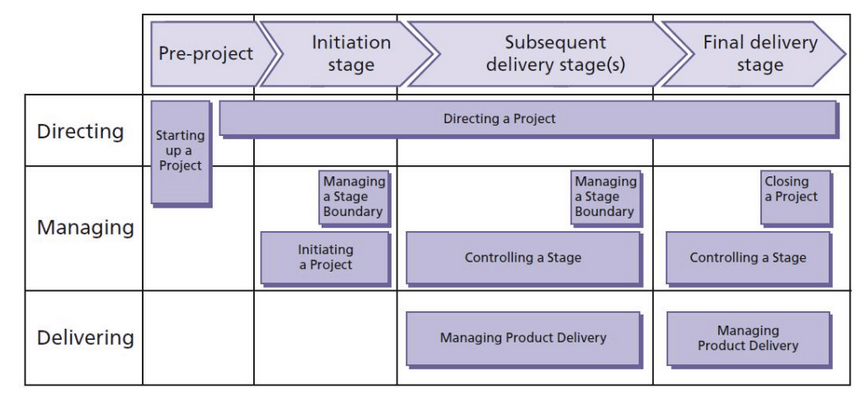 Pre-project
Initiation
stage
Subsequent
delivery stage(s)
Final delivery
stage
Directing
Starting
up a
Project
Directing a Project
Managing
Managing
a Stage
Boundary
Managing
a Stage
Boundary
Closing
a Project
Initiating
a Project
Controlling a Stage
Controlling a Stage
Delivering
Managing Product Delivery
Managing
Product Delivery